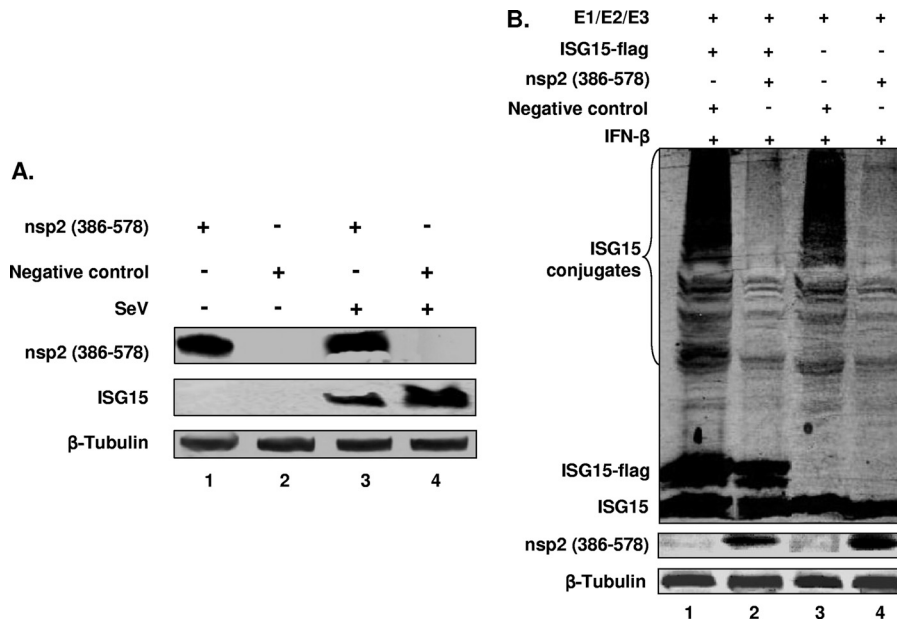 A.
nsp2 (386-578) + - + -
Negative control - + - +
SeV - - + +
nsp2 (386-578)
ISG15
β-Tubulin
1 2 3 4
B.
E1/E2/E3 + + + +
ISG15-flag + + - -
nsp2 (386-578) - + - +
Negative control + - + -
IFN-β + + + +
ISG15
conjugates
ISG15-flag
ISG15
nsp2 (386-578)
β-Tubulin
1 2 3 4